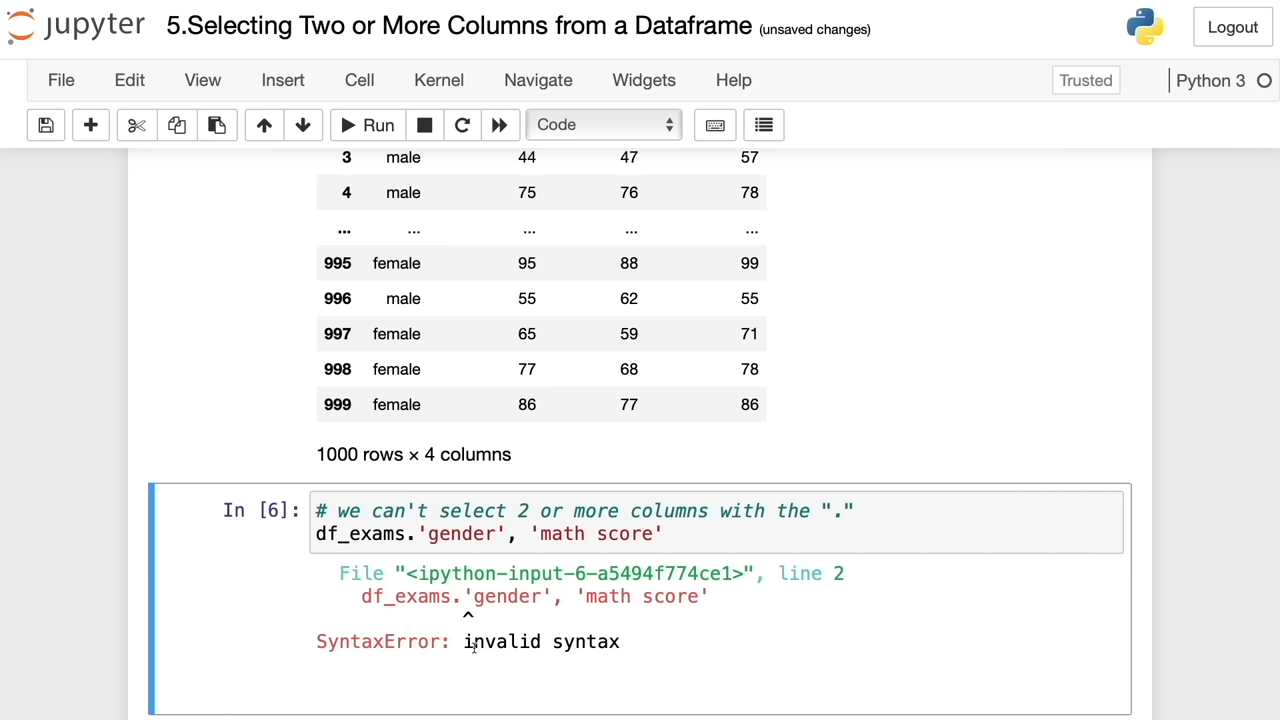 jupyter 5.Selecting Two or More Columns from a Dataframe (unsaved changes) Logout
File Edit View Insert Cell Kernel Navigate Widgets Help Trusted Python 3
Run Code
3 male 44 47 57
4 male 75 76 78
... ... ... ... ...
995 female 95 88 99
996 male 55 62 55
997 female 65 59 71
998 female 77 68 78
999 female 86 77 86
1000 rows × 4 columns
In [6]: # we can't select 2 or more columns with the "."
df_exams.'gender', 'math score'
File "<ipython-input-6-a5494f774ce1>", line 2
df_exams.'gender', 'math score'
^
SyntaxError: invalid syntax